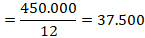 = 450.000 / 12 = 37.500